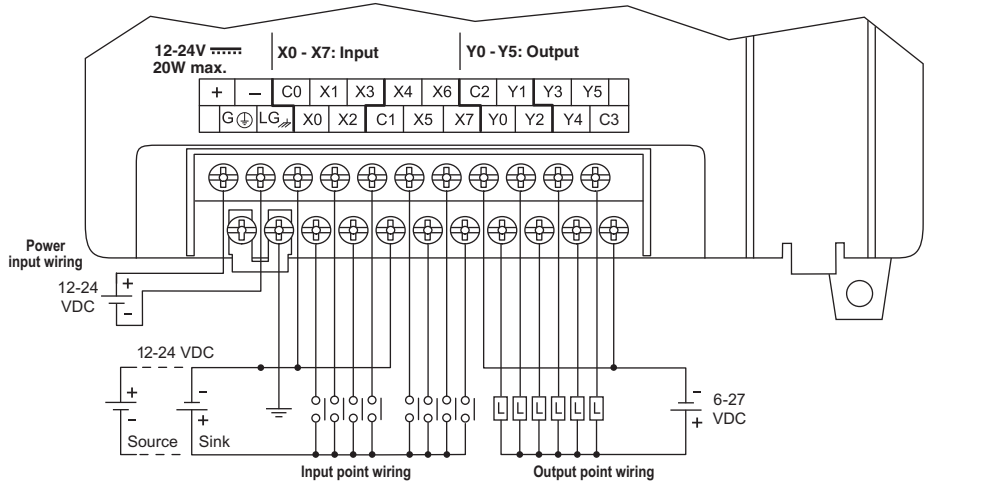 12-24V
20W max.
X0 - X7: Input
Y0 - Y5: Output
+ – C0 X1 X3 X4 X6 C2 Y1 Y3 Y5
G LG X0 X2 C1 X5 X7 Y0 Y2 Y4 C3
Power
input wiring
12-24
VDC
+
-
12-24 VDC
+
-
Source
-
+
Sink
L L L L L L
-
+
6-27
VDC
Input point wiring
Output point wiring